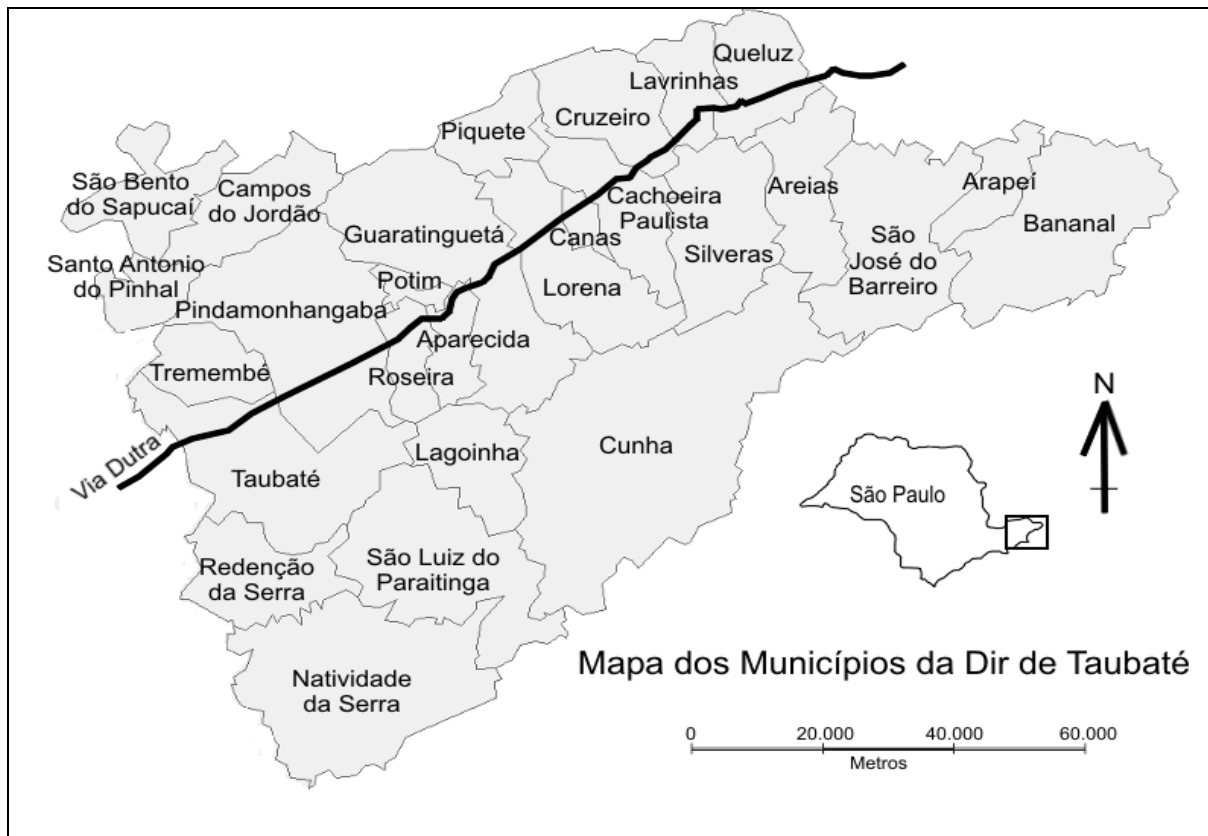 Queluz
Lavrinhas
Cruzeiro
Piquete
São Bento
do Sapucaí
Campos
do Jordão
Areias
Arapeí
Cachoeira
Paulista
Bananal
Guaratinguetá
Canas
Silveras
São
José do
Barreiro
Santo Antonio
do Pinhal
Potim
Lorena
Pindamonhangaba
Aparecida
Tremembé
Roseira
N
Via Dutra
Taubaté
Lagoinha
Cunha
São Paulo
Redenção
da Serra
São Luiz do
Paraitinga
Natividade
da Serra
Mapa dos Municípios da Dir de Taubaté
0 20.000 40.000 60.000
Metros